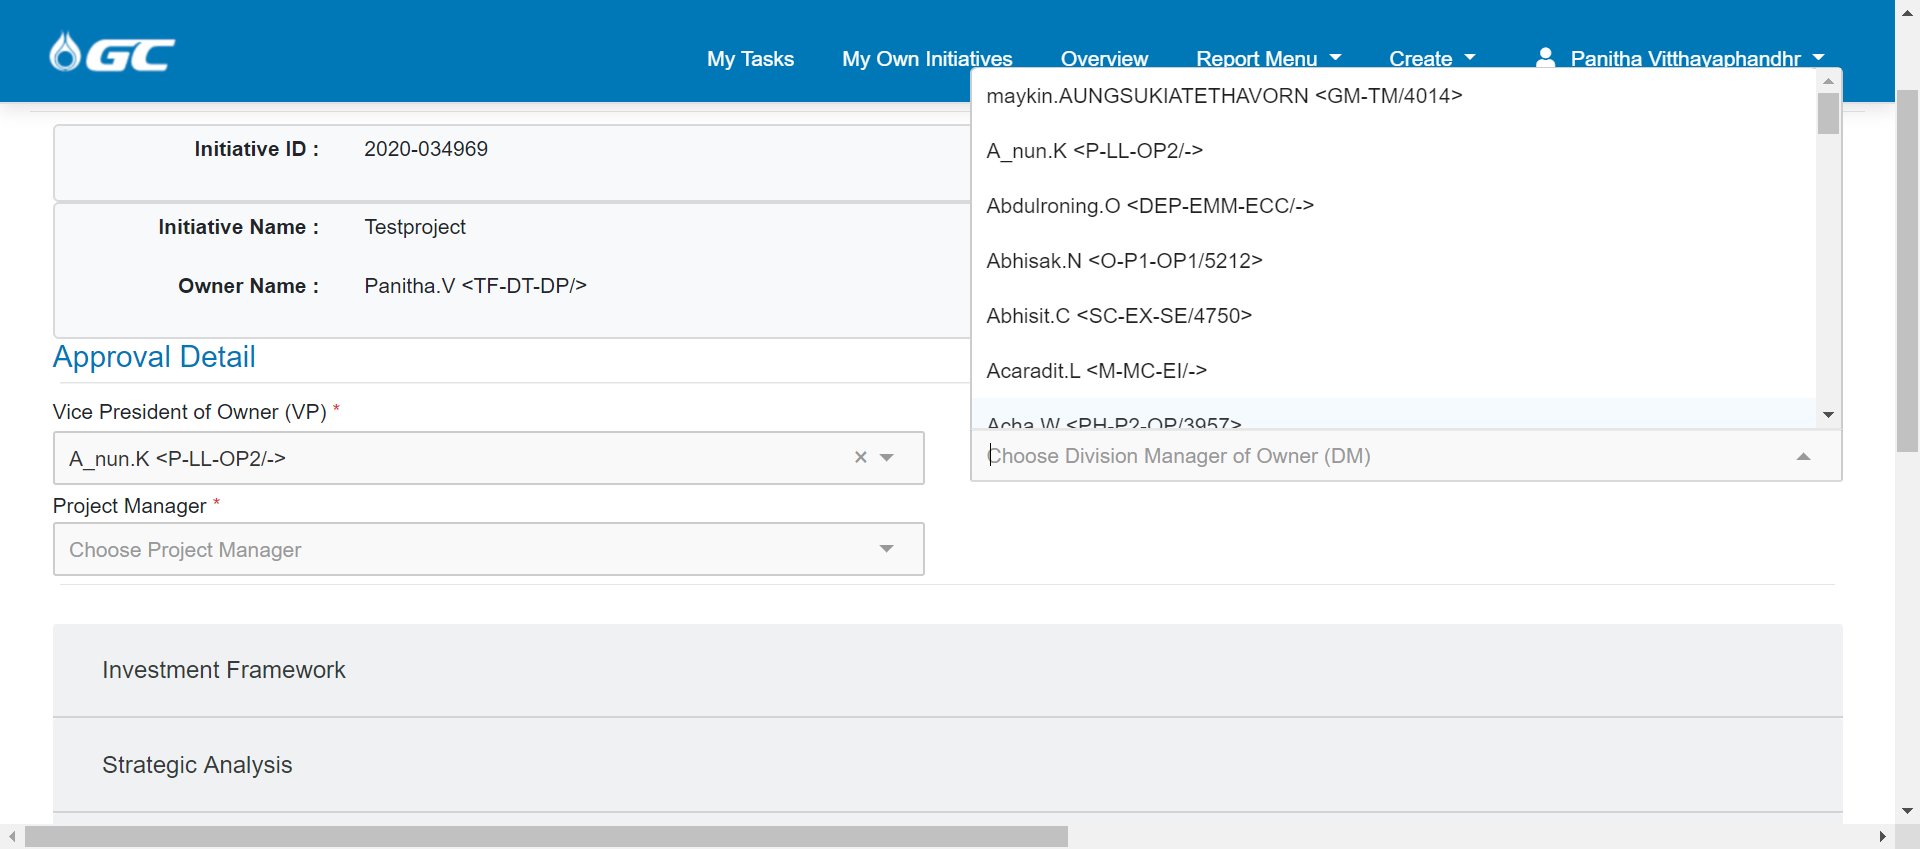 GC
My Tasks
My Own Initiatives
Overview
Report Menu
Create
Panitha Vitthayaphandhr
Initiative ID :
2020-034969
Initiative Name :
Testproject
Owner Name :
Panitha.V <TF-DT-DP/>
maykin.AUNGSUKIATETHAVORN <GM-TM/4014>
A_nun.K <P-LL-OP2/->
Abdulroning.O <DEP-EMM-ECC/->
Abhisak.N <O-P1-OP1/5212>
Abhisit.C <SC-EX-SE/4750>
Acaradit.L <M-MC-EI/->
Acha.W <PH-P2-OP/3957>
Choose Division Manager of Owner (DM)
Approval Detail
Vice President of Owner (VP) *
A_nun.K <P-LL-OP2/->
Project Manager *
Choose Project Manager
Investment Framework
Strategic Analysis